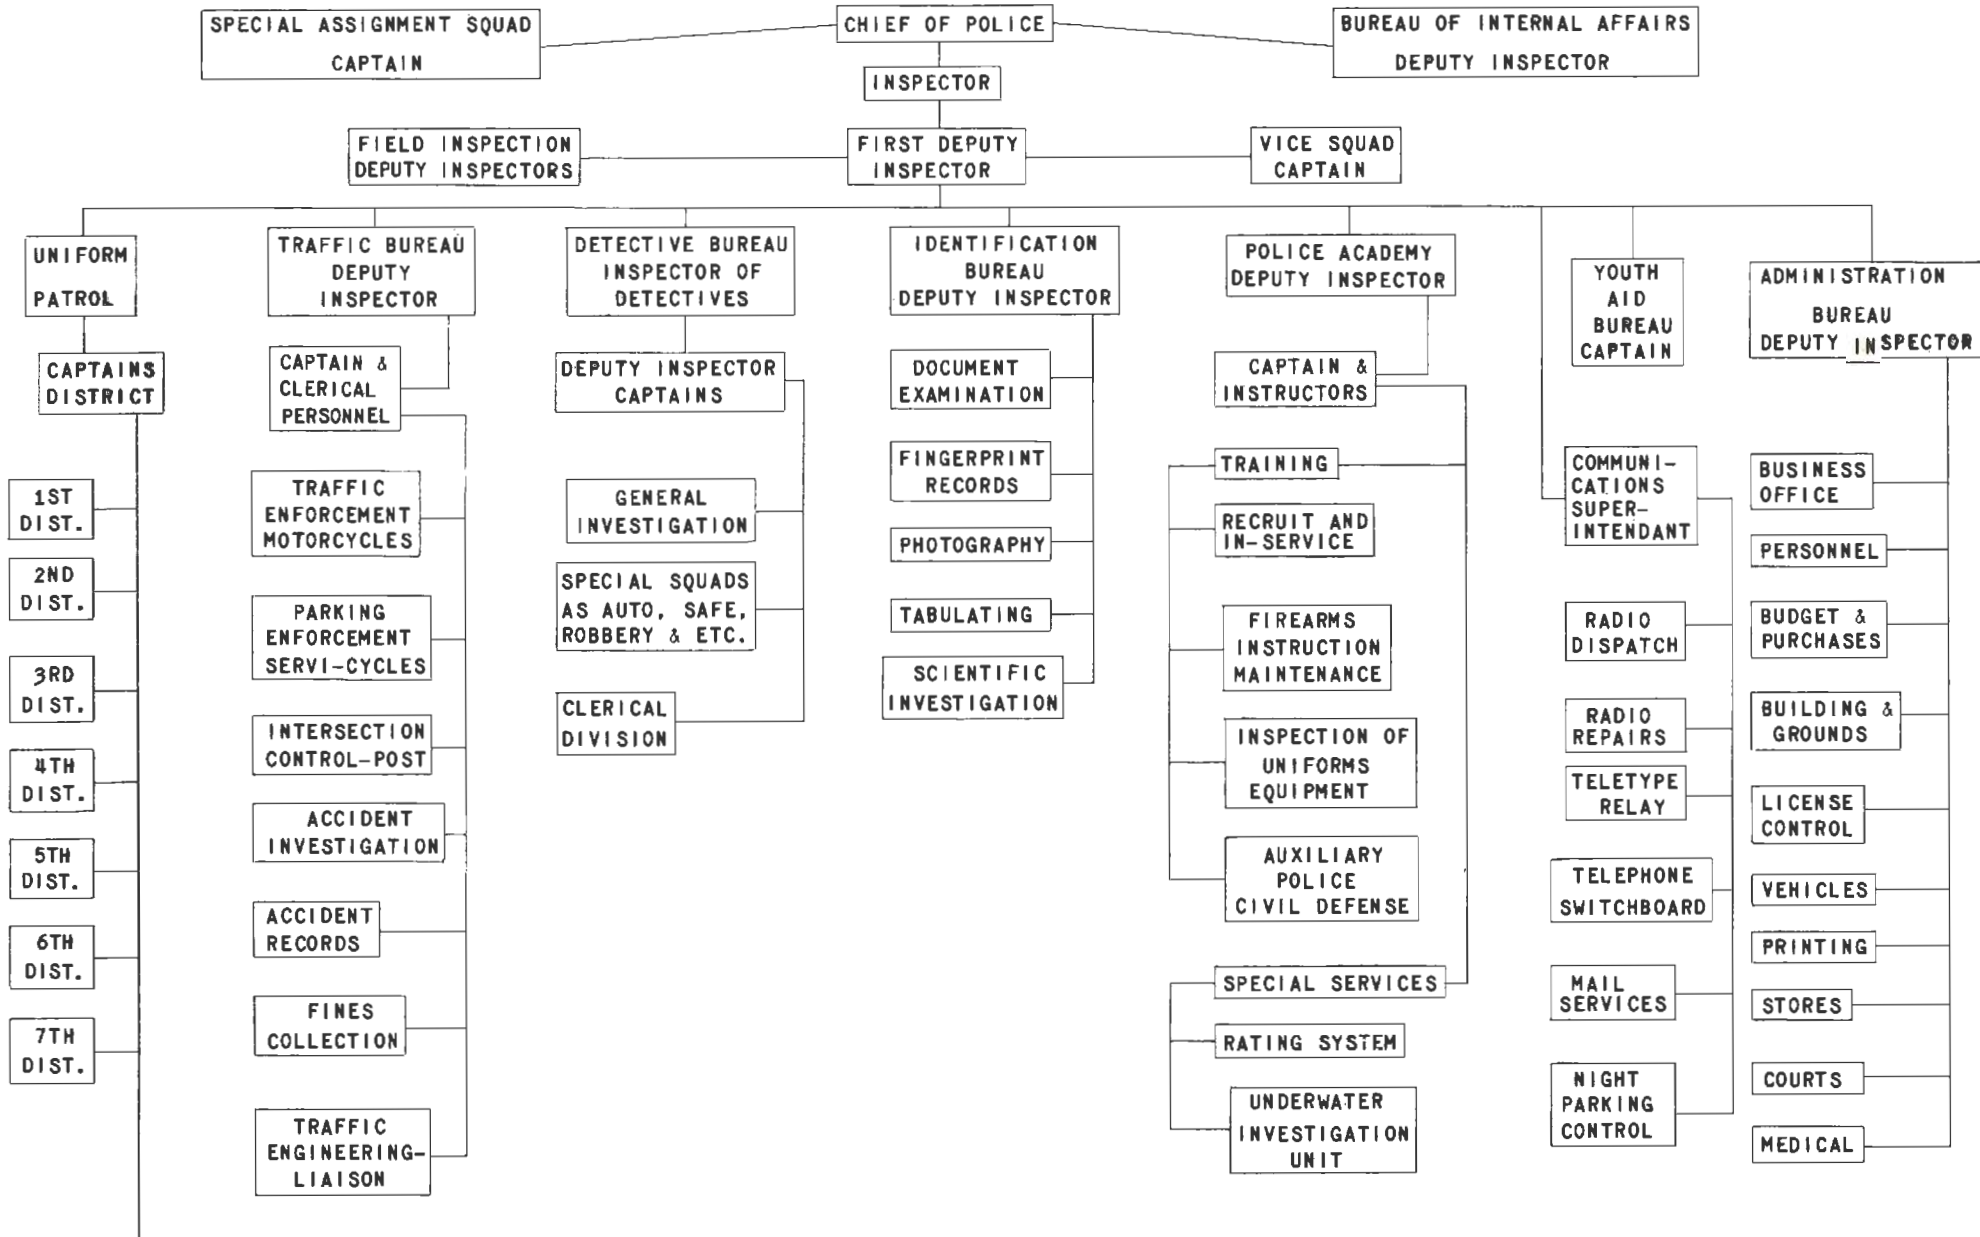 SPECIAL ASSIGNMENT SQUAD
CAPTAIN
CHIEF OF POLICE
BUREAU OF INTERNAL AFFAIRS
DEPUTY INSPECTOR
INSPECTOR
FIELD INSPECTION
DEPUTY INSPECTORS
FIRST DEPUTY
INSPECTOR
VICE SQUAD
CAPTAIN
UNIFORM
PATROL
CAPTAINS
DISTRICT
1ST
DIST.
2ND
DIST.
3RD
DIST.
4TH
DIST.
5TH
DIST.
6TH
DIST.
7TH
DIST.
TRAFFIC BUREAU
DEPUTY
INSPECTOR
CAPTAIN &
CLERICAL
PERSONNEL
TRAFFIC
ENFORCEMENT
MOTORCYCLES
PARKING
ENFORCEMENT
SERVI-CYCLES
INTERSECTION
CONTROL-POST
ACCIDENT
INVESTIGATION
ACCIDENT
RECORDS
FINES
COLLECTION
TRAFFIC
ENGINEERING-
LIAISON
DETECTIVE BUREAU
INSPECTOR OF
DETECTIVES
DEPUTY INSPECTOR
CAPTAINS
GENERAL
INVESTIGATION
SPECIAL SQUADS
AS AUTO, SAFE,
ROBBERY & ETC.
CLERICAL
DIVISION
IDENTIFICATION
BUREAU
DEPUTY INSPECTOR
DOCUMENT
EXAMINATION
FINGERPRINT
RECORDS
PHOTOGRAPHY
TABULATING
SCIENTIFIC
INVESTIGATION
POLICE ACADEMY
DEPUTY INSPECTOR
CAPTAIN &
INSTRUCTORS
TRAINING
RECRUIT AND
IN-SERVICE
FIREARMS
INSTRUCTION
MAINTENANCE
INSPECTION OF
UNIFORMS
EQUIPMENT
AUXILIARY
POLICE
CIVIL DEFENSE
SPECIAL SERVICES
RATING SYSTEM
UNDERWATER
INVESTIGATION
UNIT
YOUTH
AID
BUREAU
CAPTAIN
COMMUNI-
CATIONS
SUPER-
INTENDANT
RADIO
DISPATCH
RADIO
REPAIRS
TELETYPE
RELAY
TELEPHONE
SWITCHBOARD
MAIL
SERVICES
NIGHT
PARKING
CONTROL
ADMINISTRATION
BUREAU
DEPUTY INSPECTOR
BUSINESS
OFFICE
PERSONNEL
BUDGET &
PURCHASES
BUILDING &
GROUNDS
LICENSE
CONTROL
VEHICLES
PRINTING
STORES
COURTS
MEDICAL